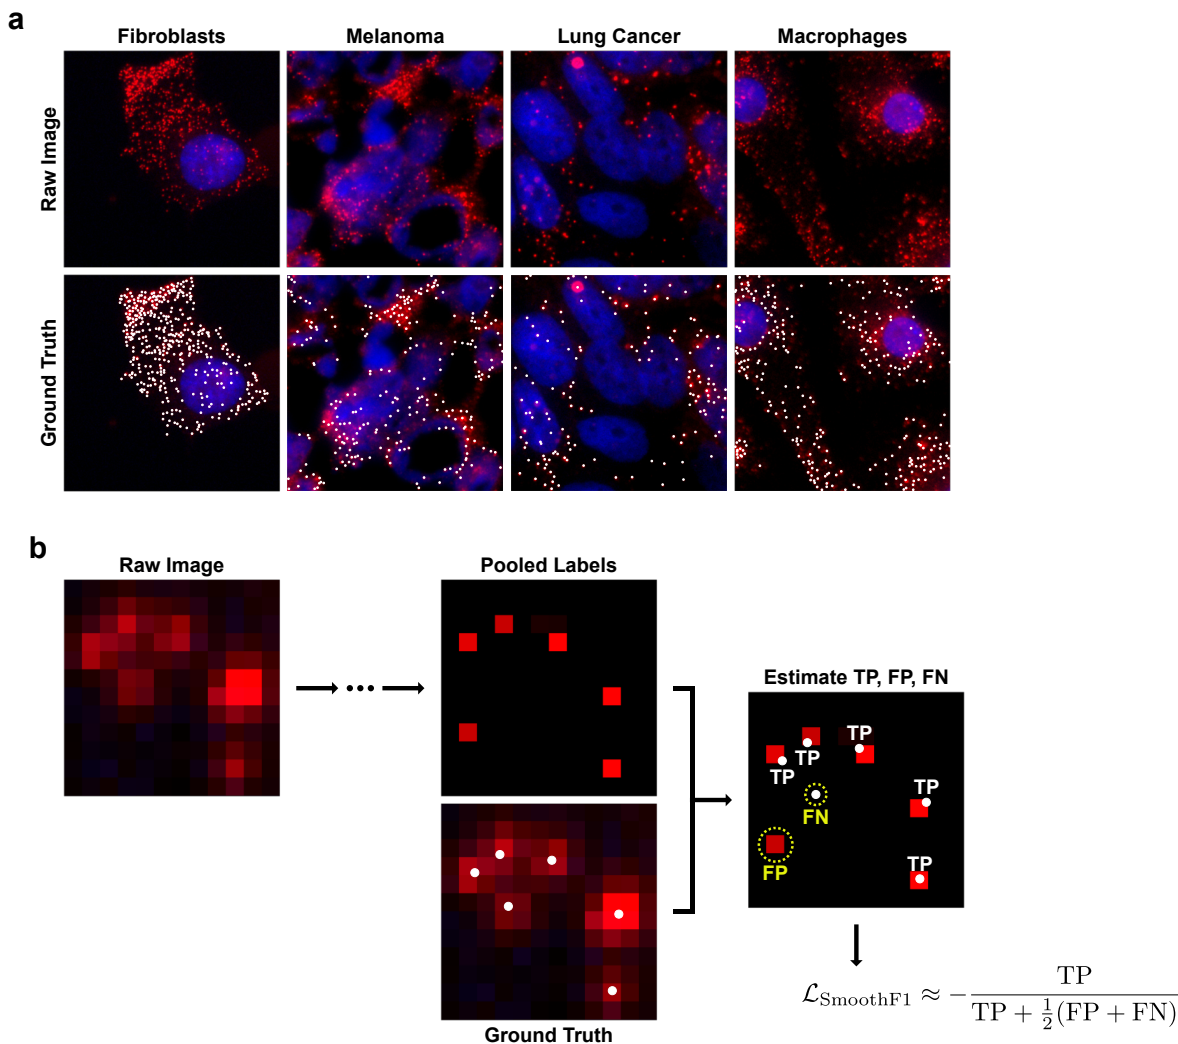 a
Fibroblasts
Melanoma
Lung Cancer
Macrophages
Raw Image
Ground Truth
b
Raw Image
Pooled Labels
Estimate TP, FP, FN
TP
TP
TP
TP
FN
FP
TP
Ground Truth
ℒ_SmoothF1 ≈ − TP / (TP + ½(FP + FN))